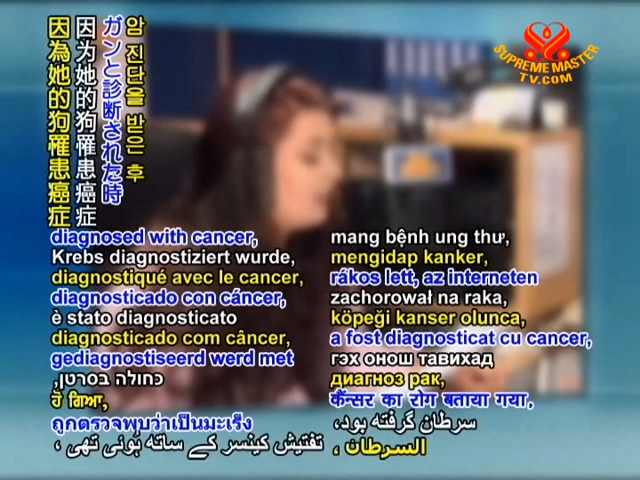 암 진단을 받은 후
ガンと診断された時
因为她的狗罹患癌症
因為她的狗罹患癌症
SUPREME MASTER
TV.COM
diagnosed with cancer,
Krebs diagnostiziert wurde,
diagnostiqué avec le cancer,
diagnosticado con cáncer,
è stato diagnosticato
diagnosticado com câncer,
gediagnostiseerd werd met
כחולה בסרטן,
ਹੋ ਗਿਆ,
ถูกตรวจพบว่าเป็นมะเร็ง
تفتیش کینسر کے ساتھ ہوئی تھی ،
mang bệnh ung thư,
mengidap kanker,
rákos lett, az interneten
zachorował na raka,
köpeği kanser olunca,
a fost diagnosticat cu cancer,
гэх онош тавихад
диагноз рак,
कैंन्सर का रोग बताया गया,
سرطان گرفته بود،
السرطان ،